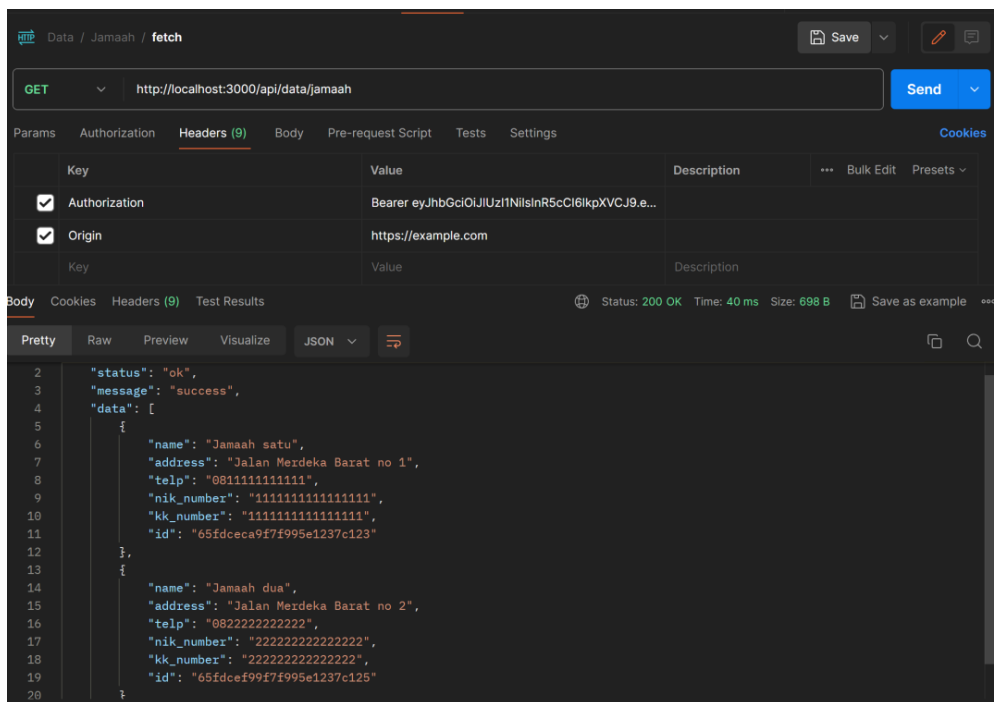 HTTP Data / Jamaah / fetch Save
GET http://localhost:3000/api/data/jamaah Send
Params Authorization Headers (9) Body Pre-request Script Tests Settings Cookies
Key Value Description ••• Bulk Edit Presets
Authorization Bearer eyJhbGciOiJIUzI1NiIsInR5cCI6IkpXVCJ9.e...
Origin https://example.com
Key Value Description
Body Cookies Headers (9) Test Results Status: 200 OK Time: 40 ms Size: 698 B Save as example
Pretty Raw Preview Visualize JSON
2 "status": "ok",
3 "message": "success",
4 "data": [
5 {
6 "name": "Jamaah satu",
7 "address": "Jalan Merdeka Barat no 1",
8 "telp": "0811111111111",
9 "nik_number": "1111111111111111",
10 "kk_number": "1111111111111111",
11 "id": "65fdceca9f7f995e1237c123"
12 },
13 {
14 "name": "Jamaah dua",
15 "address": "Jalan Merdeka Barat no 2",
16 "telp": "0822222222222",
17 "nik_number": "222222222222222",
18 "kk_number": "222222222222222",
19 "id": "65fdcef99f7f995e1237c125"
20 }